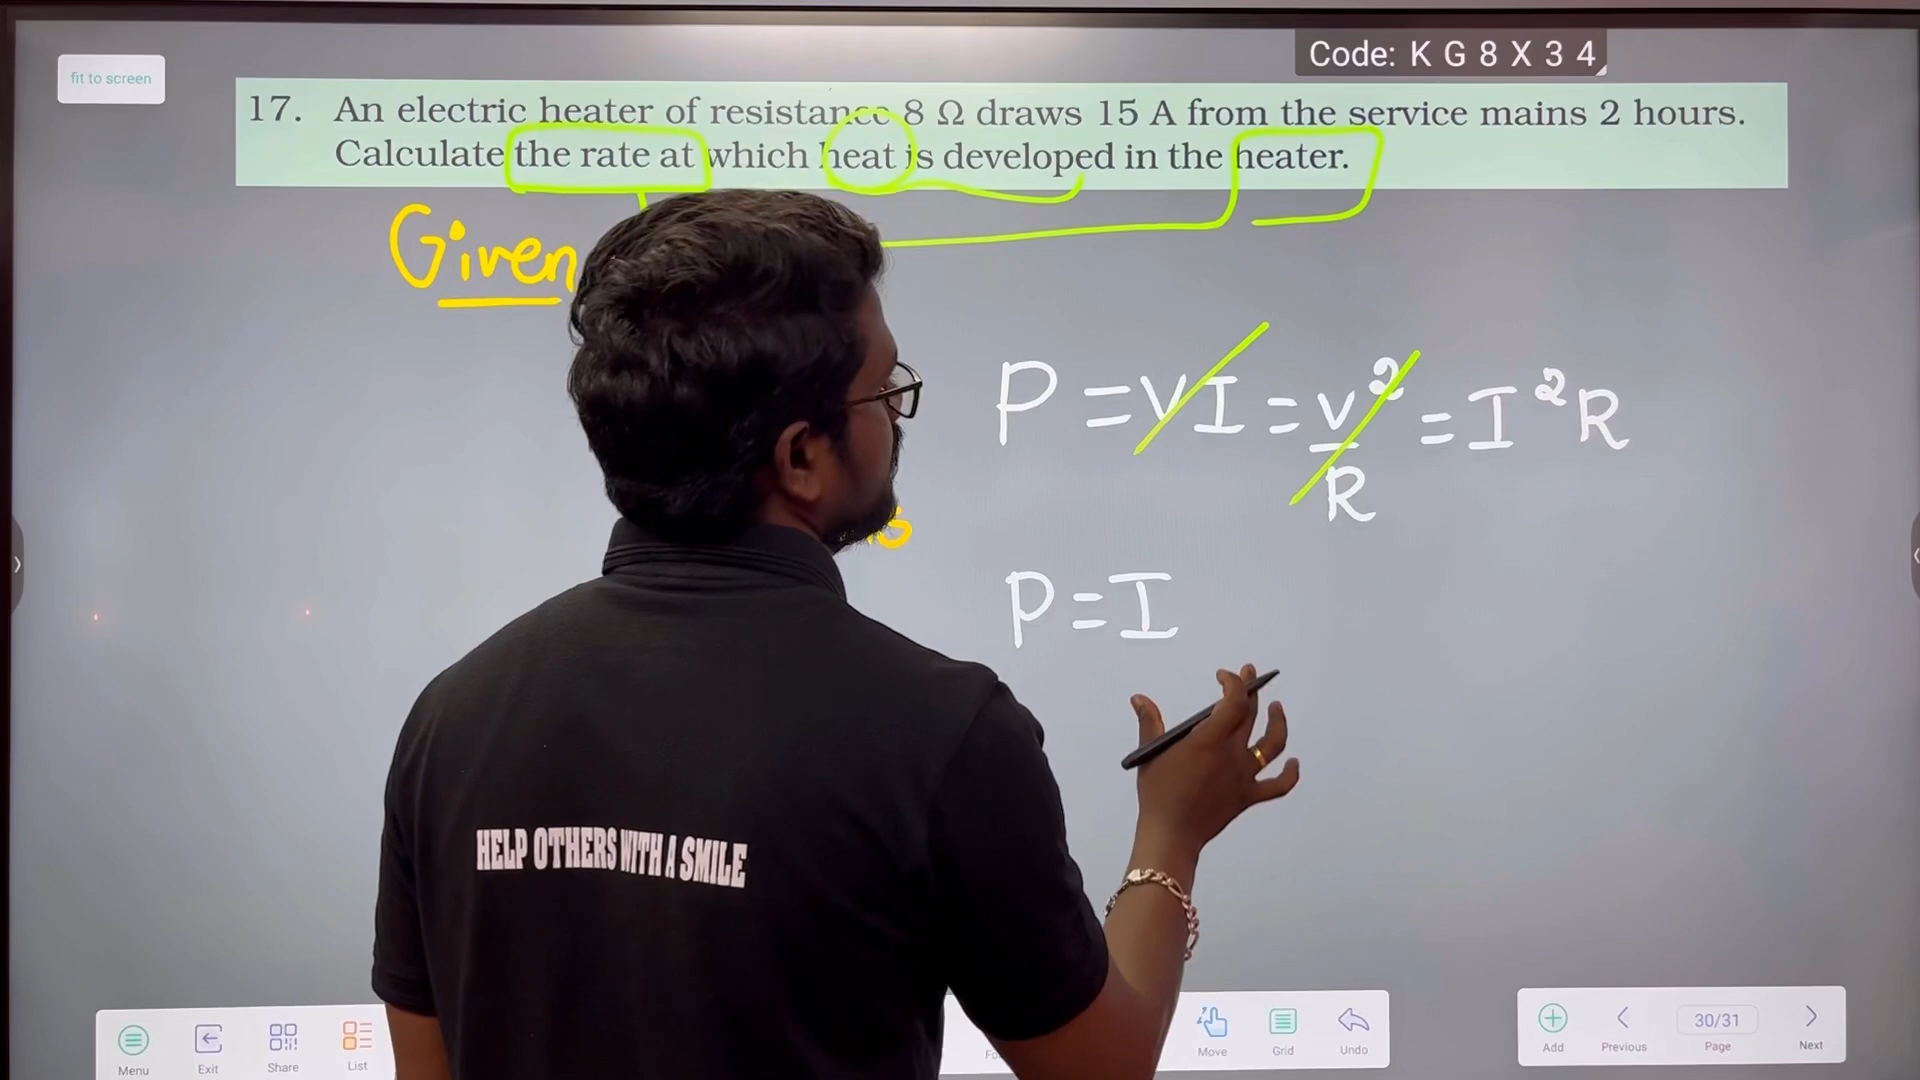 Code: K G 8 X 3 4
fit to screen
17. An electric heater of resistance 8 Ω draws 15 A from the service mains 2 hours.
Calculate the rate at which heat is developed in the heater.
Given
P = VI = V²/R = I²R
P = I
HELP OTHERS WITH A SMILE
Menu
Exit
Share
List
Move
Grid
Undo
Add
Previous
30/31
Page
Next